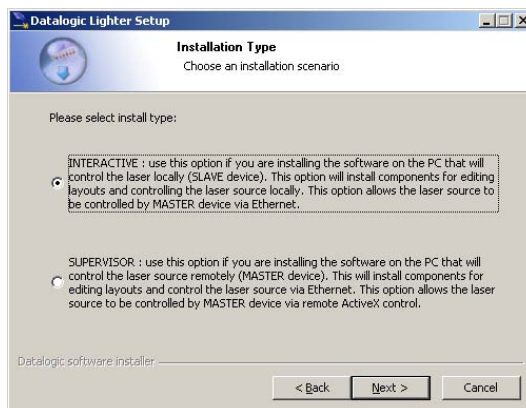 Datalogic Lighter Setup
Installation Type
Choose an installation scenario
Please select install type:
INTERACTIVE : use this option if you are installing the software on the PC that will
control the laser locally (SLAVE device). This option will install components for editing
layouts and controlling the laser source locally. This option allows the laser source to
be controlled by MASTER device via Ethernet.
SUPERVISOR : use this option if you are installing the software on the PC that will
control the laser source remotely (MASTER device). This will install components for
editing layouts and control the laser source via Ethernet. This option allows the laser
source to be controlled by MASTER device via remote ActiveX control.
Datalogic software installer
< Back
Next >
Cancel